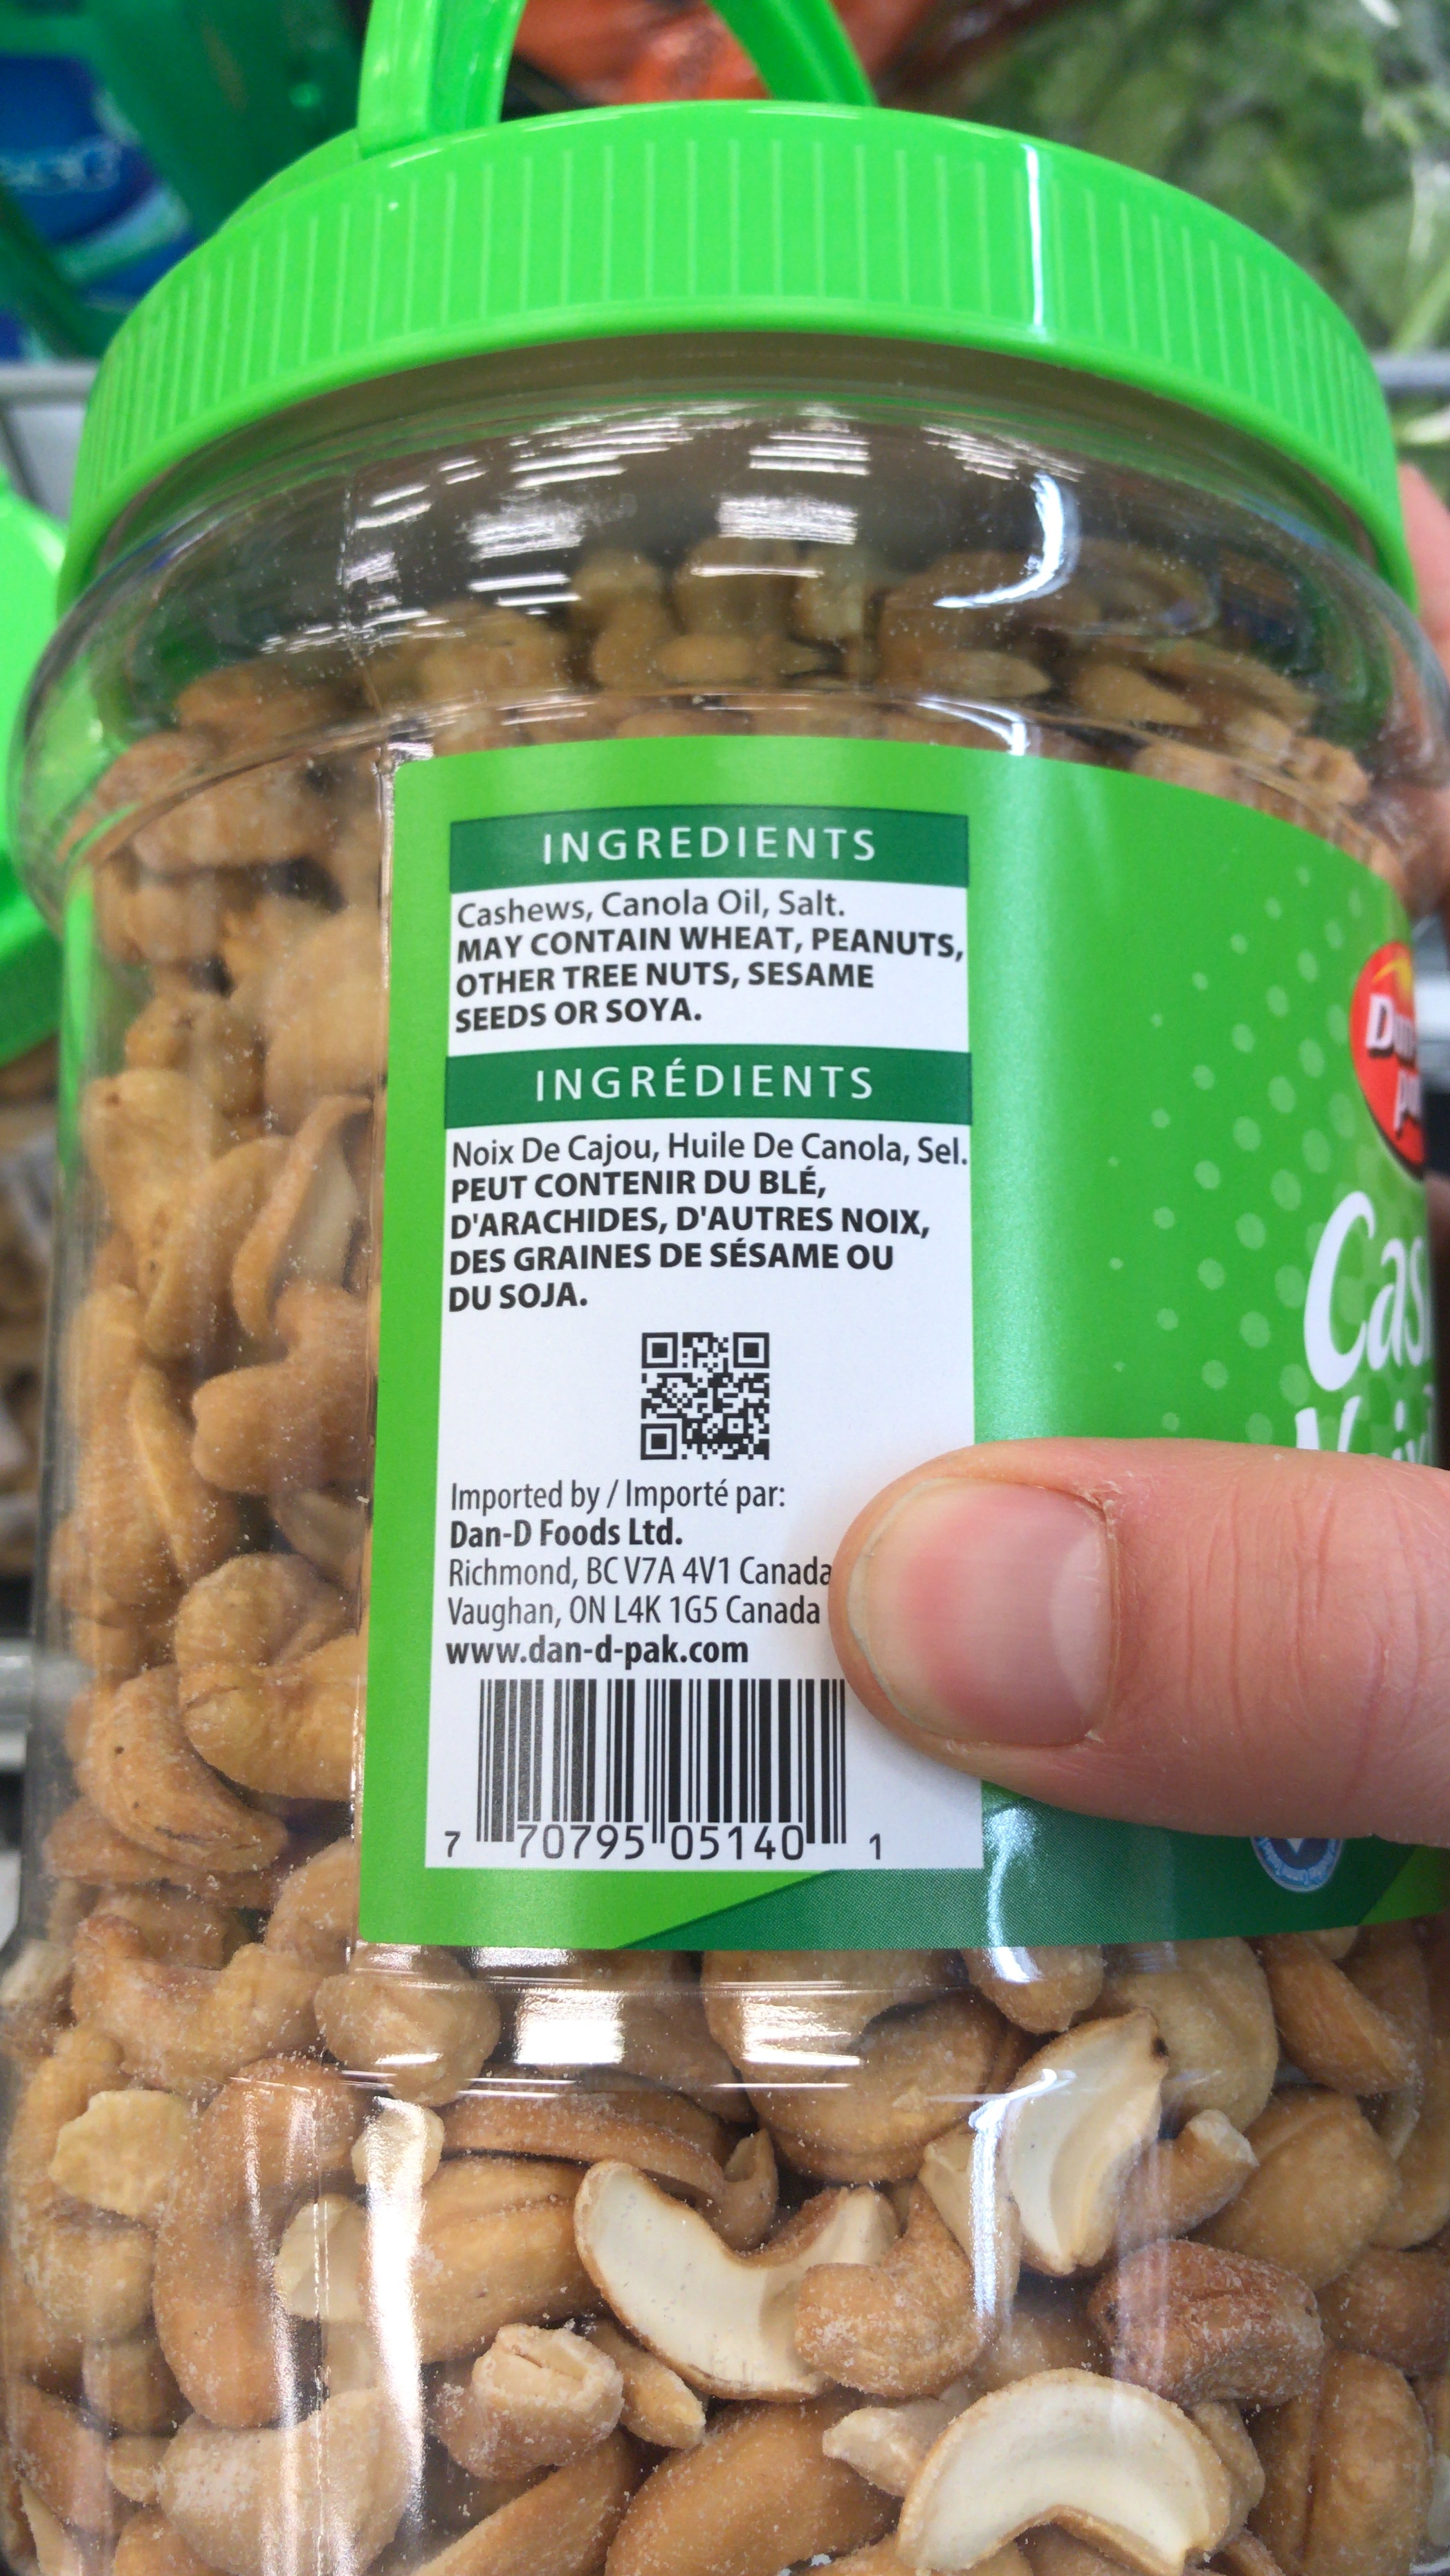 INGREDIENTS
Cashews, Canola Oil, Salt.
MAY CONTAIN WHEAT, PEANUTS,
OTHER TREE NUTS, SESAME
SEEDS OR SOYA.
INGRÉDIENTS
Noix De Cajou, Huile De Canola, Sel.
PEUT CONTENIR DU BLÉ,
D'ARACHIDES, D'AUTRES NOIX,
DES GRAINES DE SÉSAME OU
DU SOJA.
Imported by / Importé par:
Dan-D Foods Ltd.
Richmond, BC V7A 4V1 Canada
Vaughan, ON L4K 1G5 Canada
www.dan-d-pak.com
7 70795 05140 1
Cas